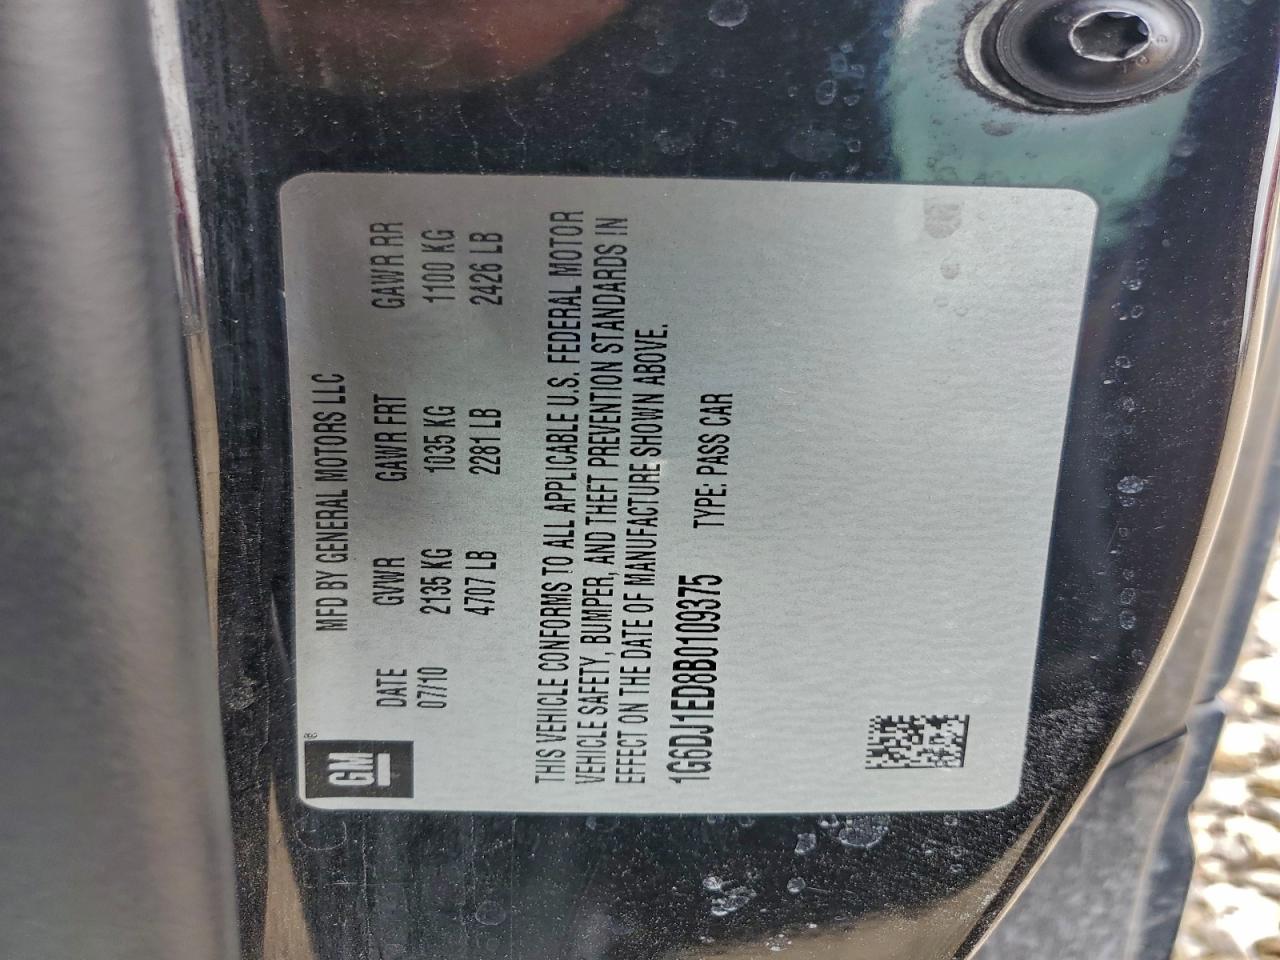 GM®
MFD BY GENERAL MOTORS LLC
DATE GVWR GAWR FRT GAWR RR
07/10 2135 KG 1035 KG 1100 KG
4707 LB 2281 LB 2426 LB
THIS VEHICLE CONFORMS TO ALL APPLICABLE U.S. FEDERAL MOTOR
VEHICLE SAFETY, BUMPER, AND THEFT PREVENTION STANDARDS IN
EFFECT ON THE DATE OF MANUFACTURE SHOWN ABOVE.
1G6DJ1ED8B0109375 TYPE: PASS CAR